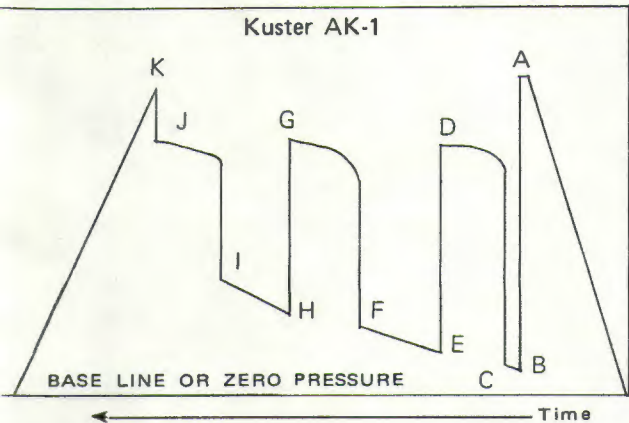 Kuster AK-1
A
K
J
G
D
I
H
F
E
C
B
BASE LINE OR ZERO PRESSURE
Time